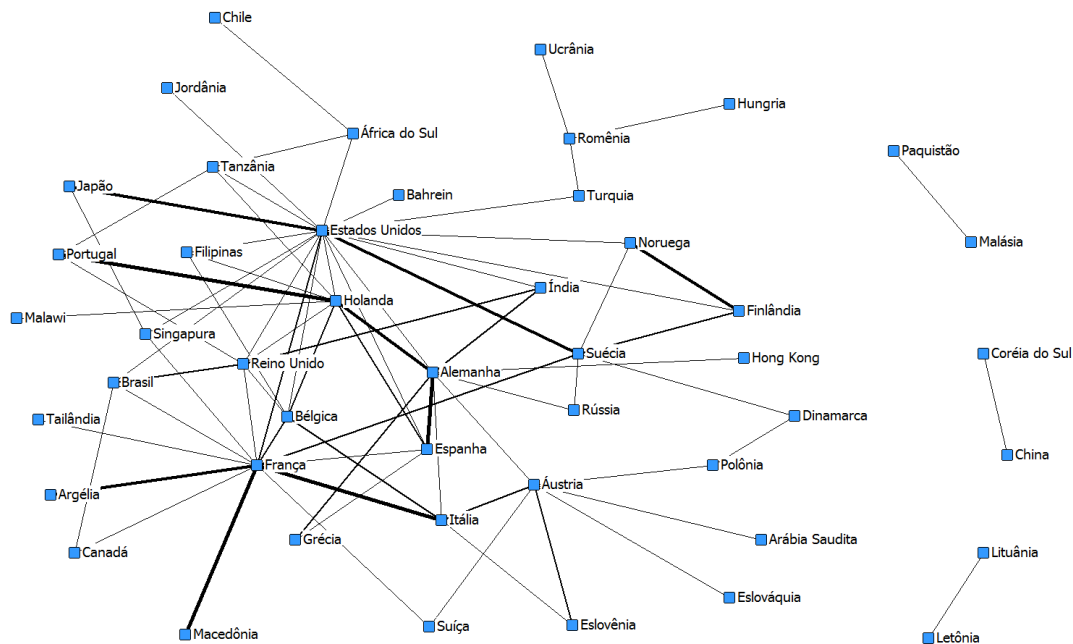 Chile
Ucrânia
Jordânia
Hungria
África do Sul
Romênia
Paquistão
Tanzânia
Japão
Bahrein
Turquia
Estados Unidos
Noruega
Malásia
Portugal
Filipinas
Índia
Holanda
Finlândia
Malawi
Singapura
Suécia
Coréia do Sul
Hong Kong
Reino Unido
Alemanha
Brasil
Rússia
Dinamarca
Tailândia
Bélgica
Espanha
China
França
Polônia
Áustria
Argélia
Itália
Grécia
Arábia Saudita
Canadá
Lituânia
Eslováquia
Suíça
Eslovênia
Macedônia
Letônia